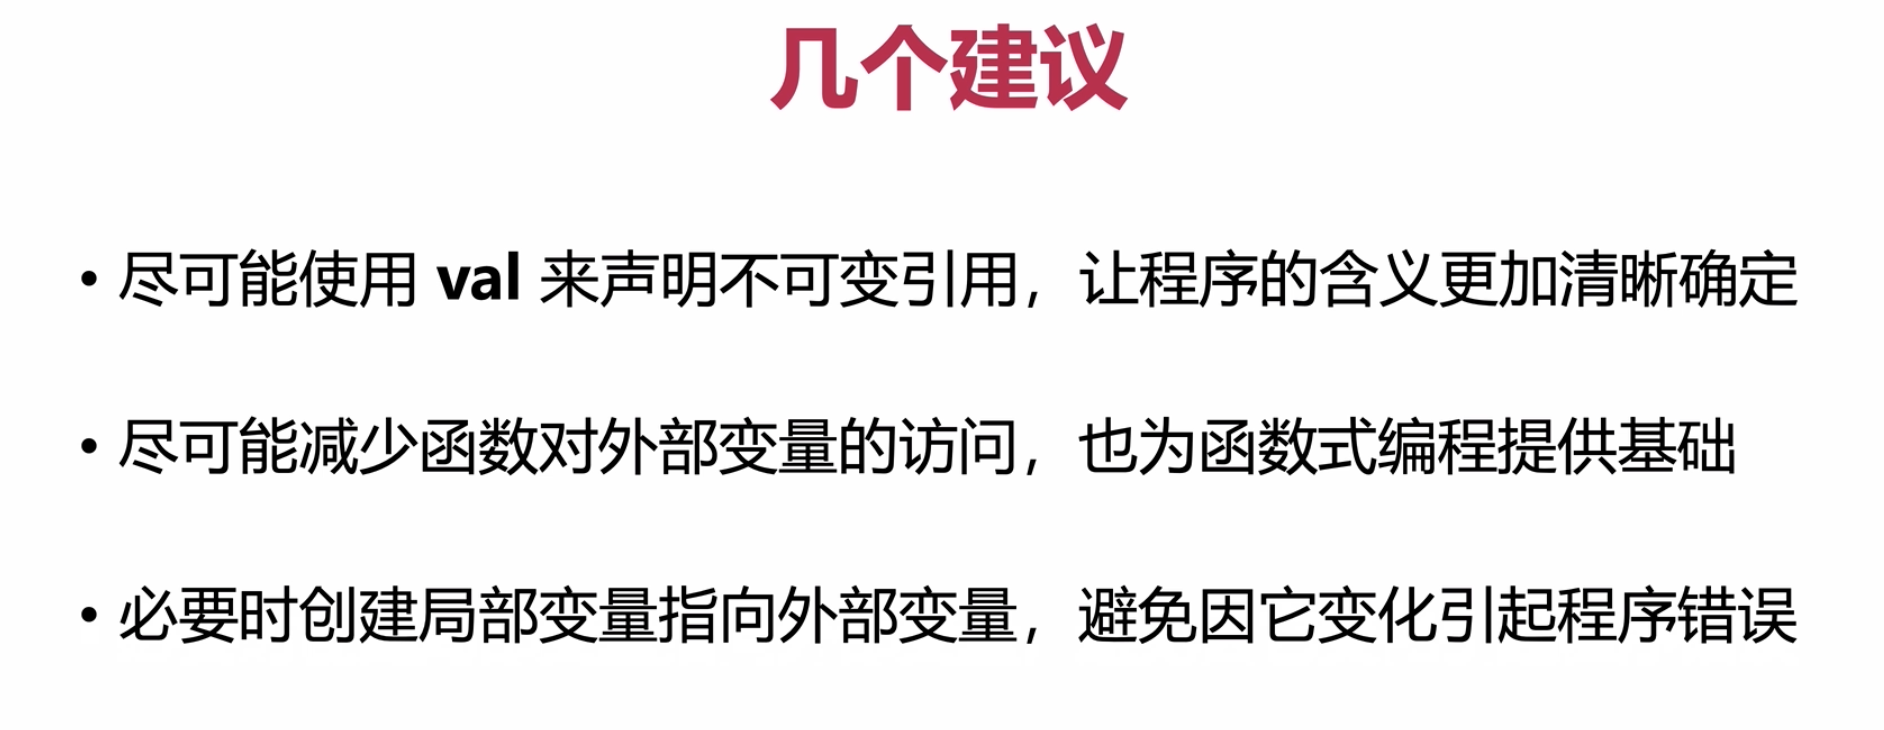 几个建议
• 尽可能使用 val 来声明不可变引用，让程序的含义更加清晰确定
• 尽可能减少函数对外部变量的访问，也为函数式编程提供基础
• 必要时创建局部变量指向外部变量，避免因它变化引起程序错误